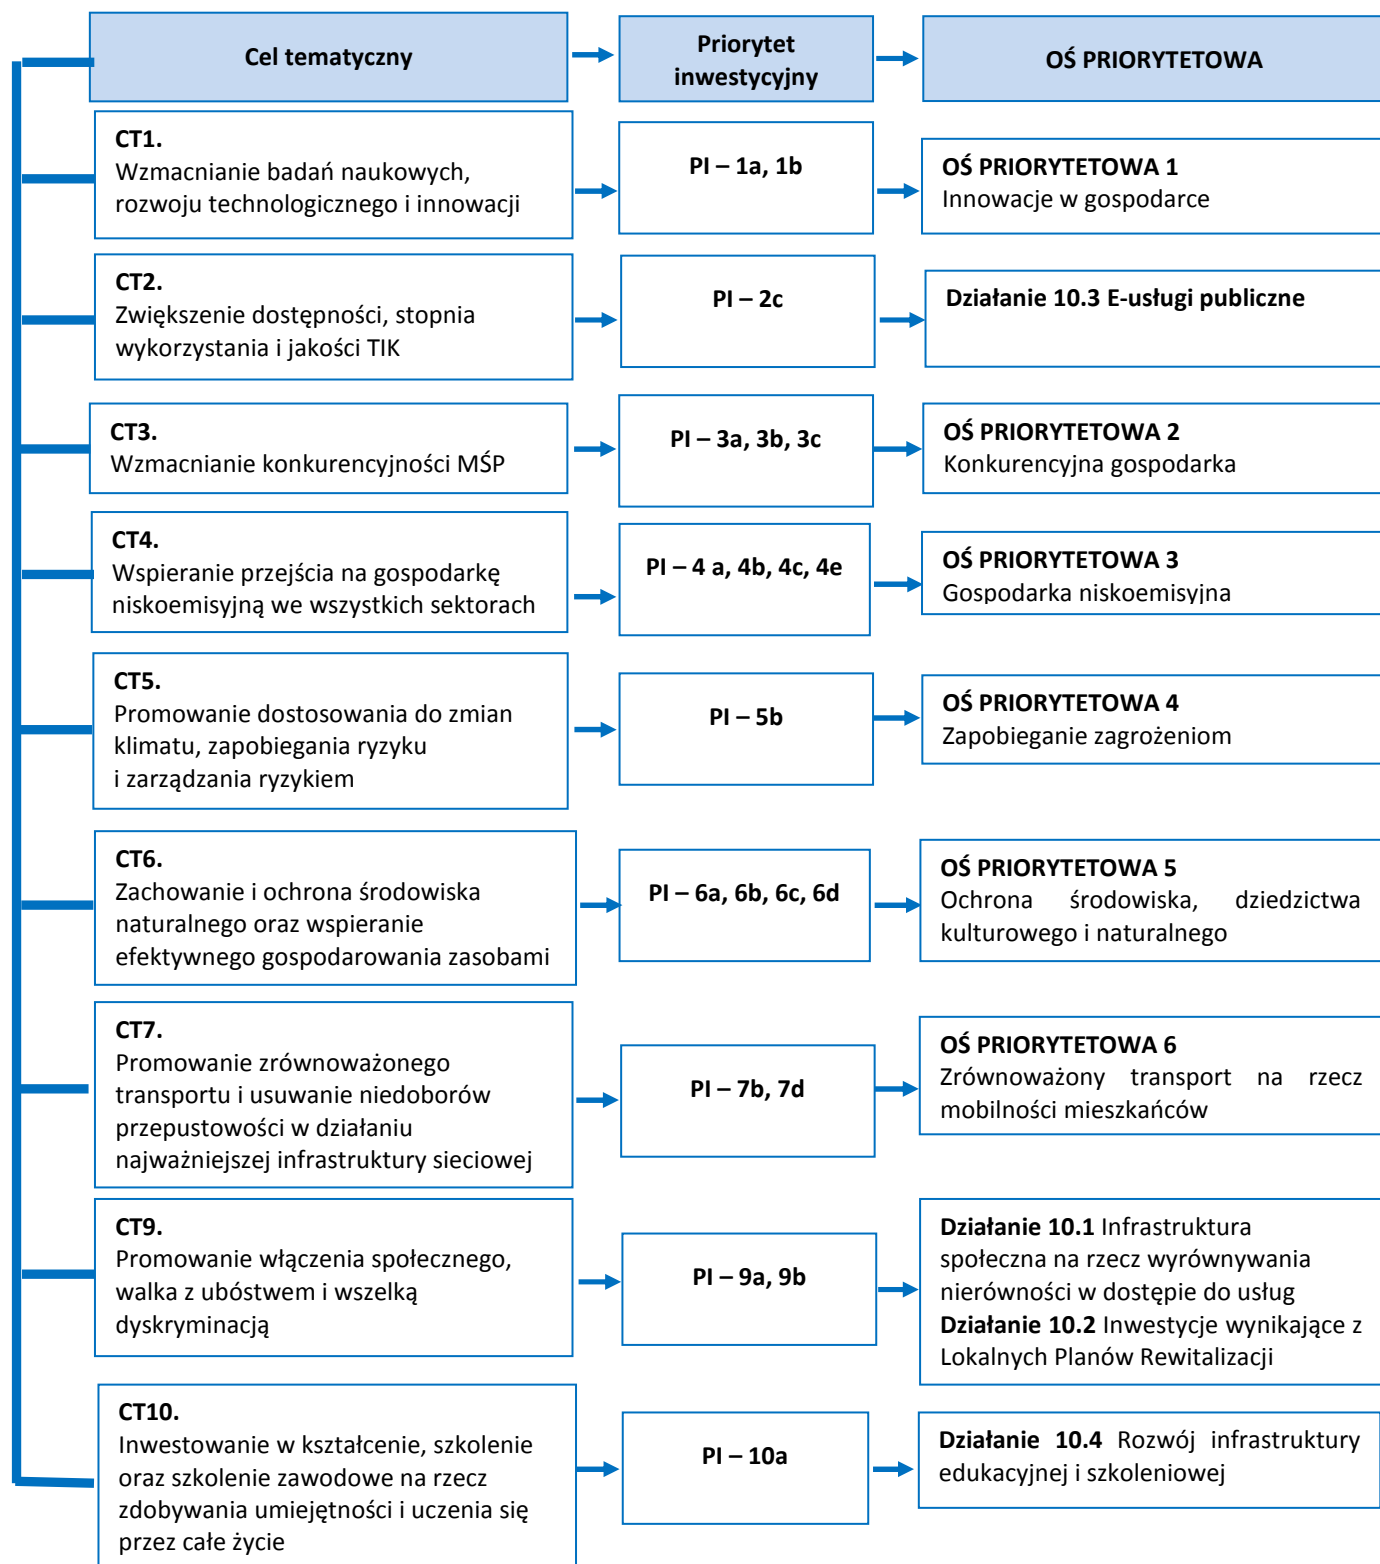 Cel tematyczny
Priorytet
inwestycyjny
OŚ PRIORYTETOWA
CT1.
Wzmacnianie badań naukowych,
rozwoju technologicznego i innowacji
PI – 1a, 1b
OŚ PRIORYTETOWA 1
Innowacje w gospodarce
CT2.
Zwiększenie dostępności, stopnia
wykorzystania i jakości TIK
PI – 2c
Działanie 10.3 E-usługi publiczne
CT3.
Wzmacnianie konkurencyjności MŚP
PI – 3a, 3b, 3c
OŚ PRIORYTETOWA 2
Konkurencyjna gospodarka
CT4.
Wspieranie przejścia na gospodarkę
niskoemisyjną we wszystkich sektorach
PI – 4 a, 4b, 4c, 4e
OŚ PRIORYTETOWA 3
Gospodarka niskoemisyjna
CT5.
Promowanie dostosowania do zmian
klimatu, zapobiegania ryzyku
i zarządzania ryzykiem
PI – 5b
OŚ PRIORYTETOWA 4
Zapobieganie zagrożeniom
CT6.
Zachowanie i ochrona środowiska
naturalnego oraz wspieranie
efektywnego gospodarowania zasobami
PI – 6a, 6b, 6c, 6d
OŚ PRIORYTETOWA 5
Ochrona środowiska, dziedzictwa
kulturowego i naturalnego
CT7.
Promowanie zrównoważonego
transportu i usuwanie niedoborów
przepustowości w działaniu
najważniejszej infrastruktury sieciowej
PI – 7b, 7d
OŚ PRIORYTETOWA 6
Zrównoważony transport na rzecz
mobilności mieszkańców
CT9.
Promowanie włączenia społecznego,
walka z ubóstwem i wszelką
dyskryminacją
PI – 9a, 9b
Działanie 10.1 Infrastruktura
społeczna na rzecz wyrównywania
nierówności w dostępie do usług
Działanie 10.2 Inwestycje wynikające z
Lokalnych Planów Rewitalizacji
CT10.
Inwestowanie w kształcenie, szkolenie
oraz szkolenie zawodowe na rzecz
zdobywania umiejętności i uczenia się
przez całe życie
PI – 10a
Działanie 10.4 Rozwój infrastruktury
edukacyjnej i szkoleniowej